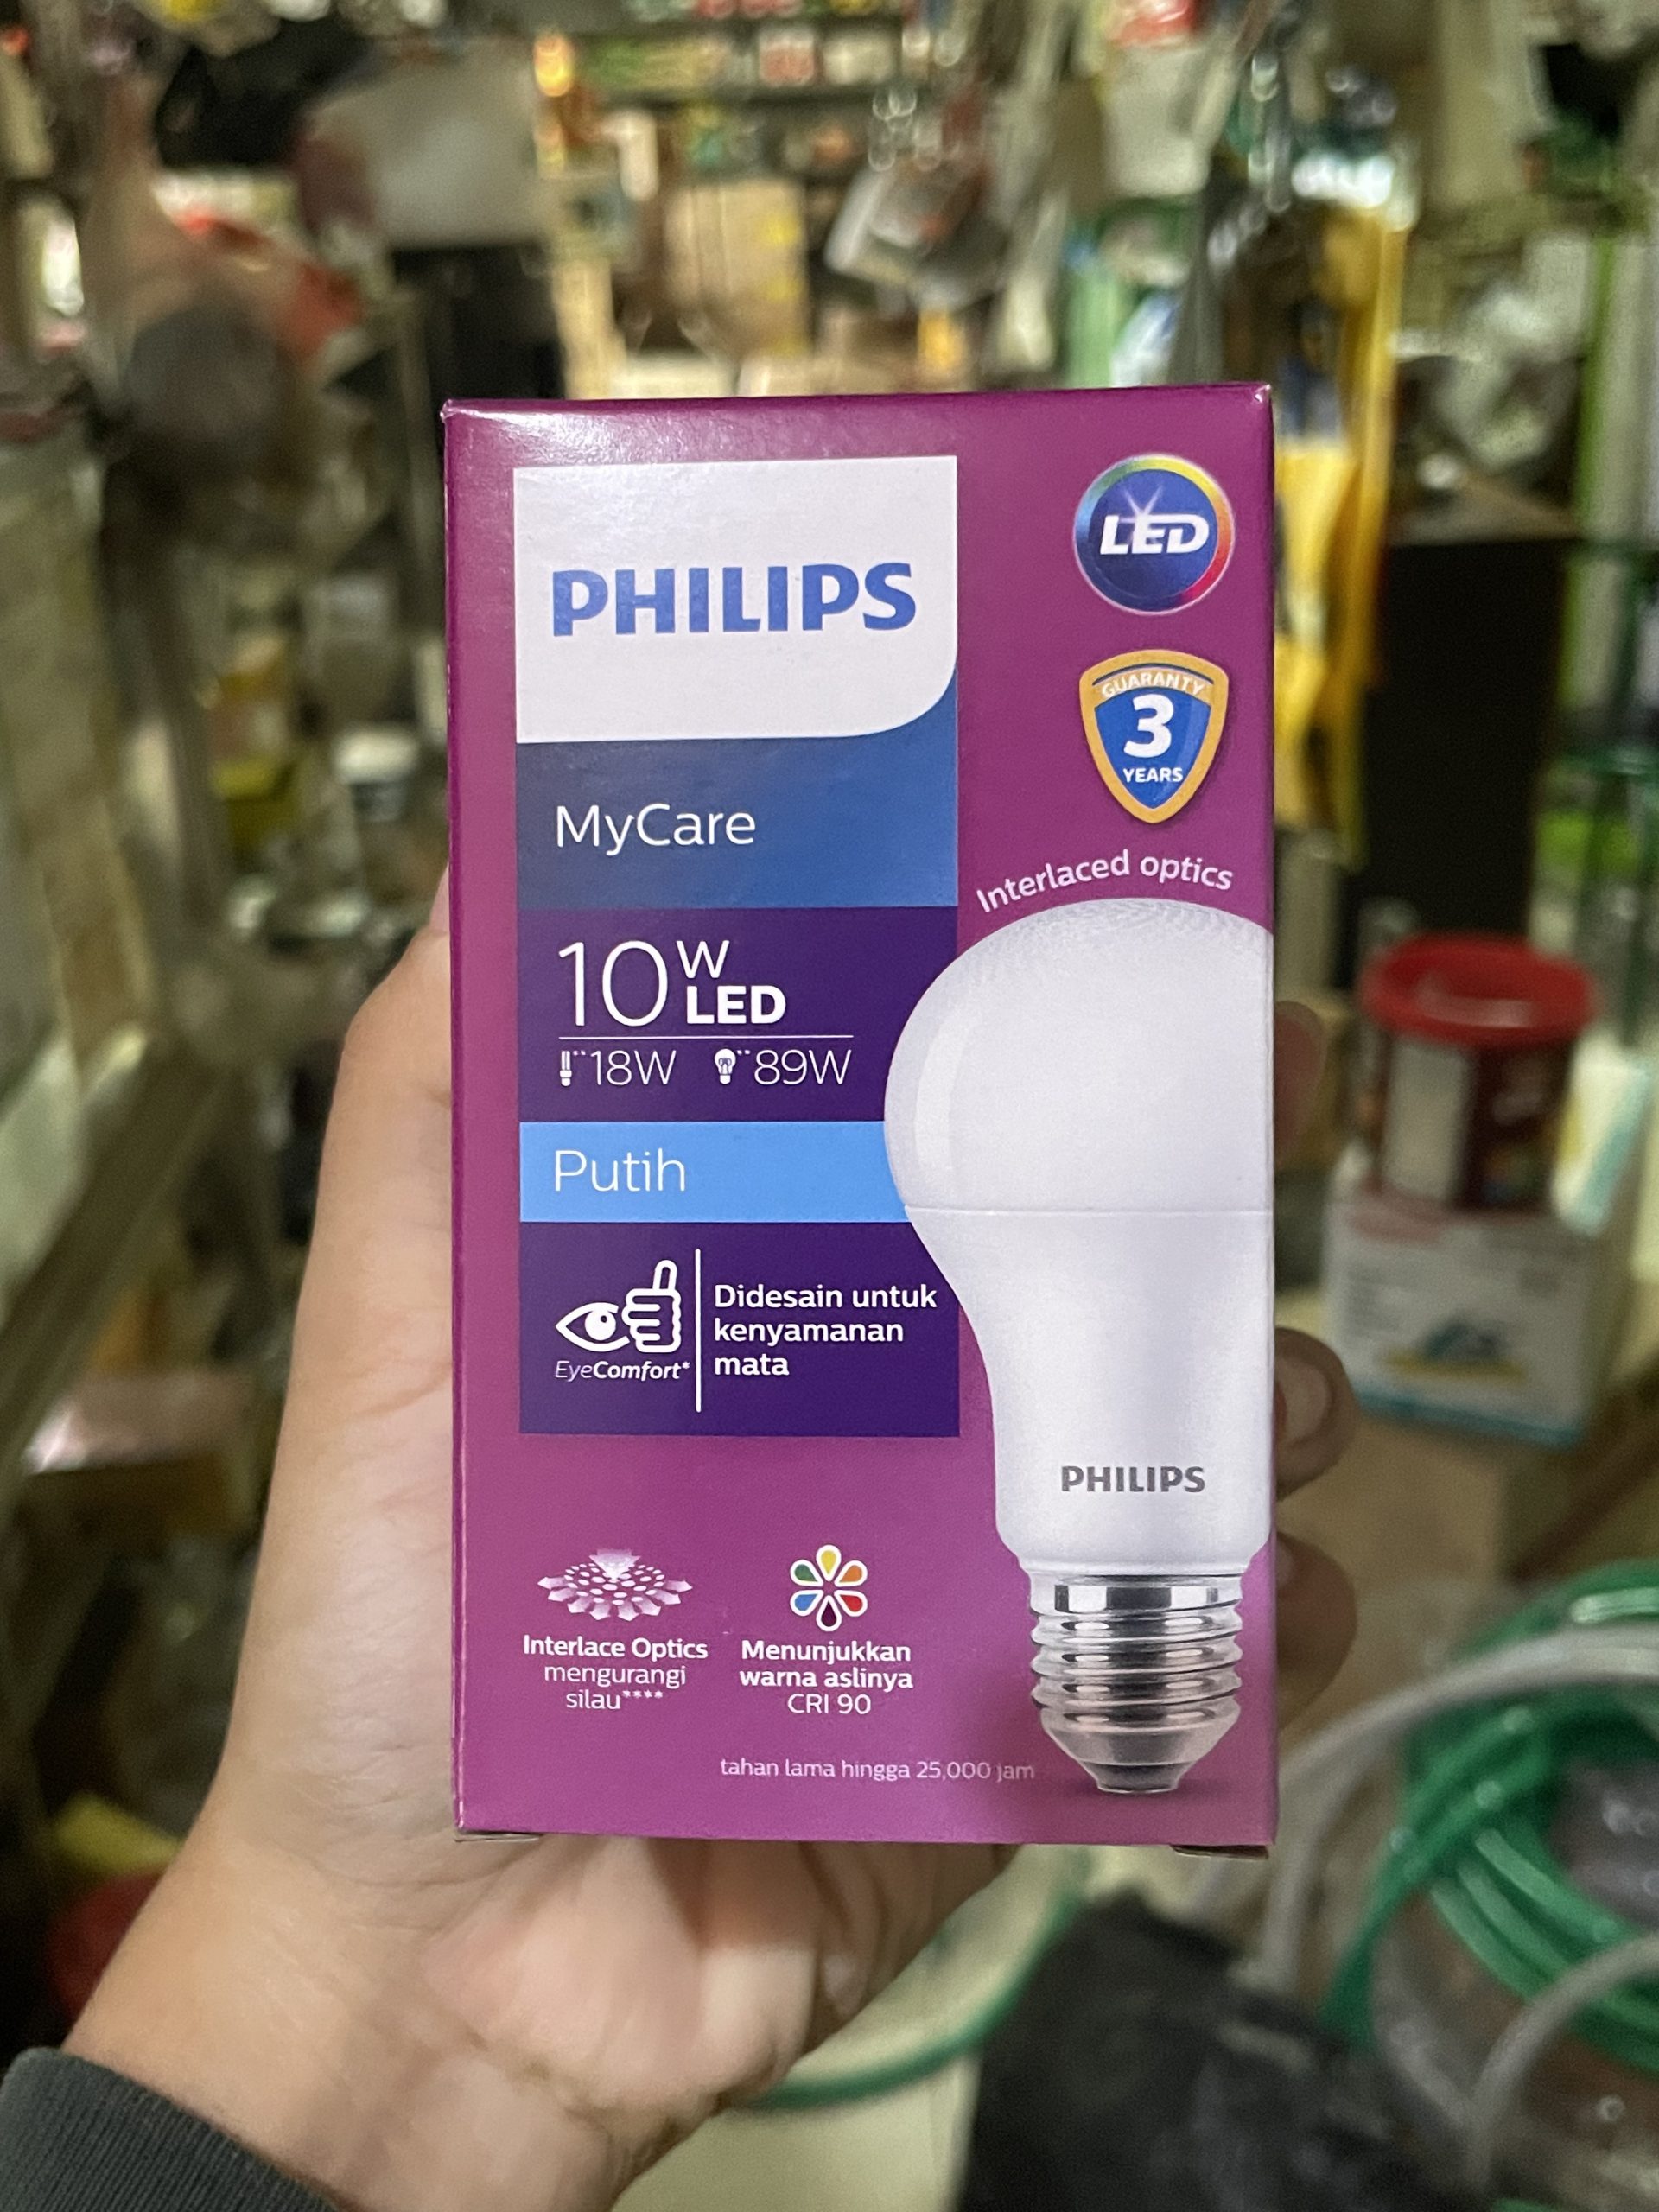 PHILIPS
LED
GUARANTY
3
YEARS
MyCare
Interlaced optics
10W
LED
18W 89W
Putih
EyeComfort*
Didesain untuk
kenyamanan
mata
PHILIPS
Interlace Optics
mengurangi
silau****
Menunjukkan
warna aslinya
CRI 90
tahan lama hingga 25,000 jam